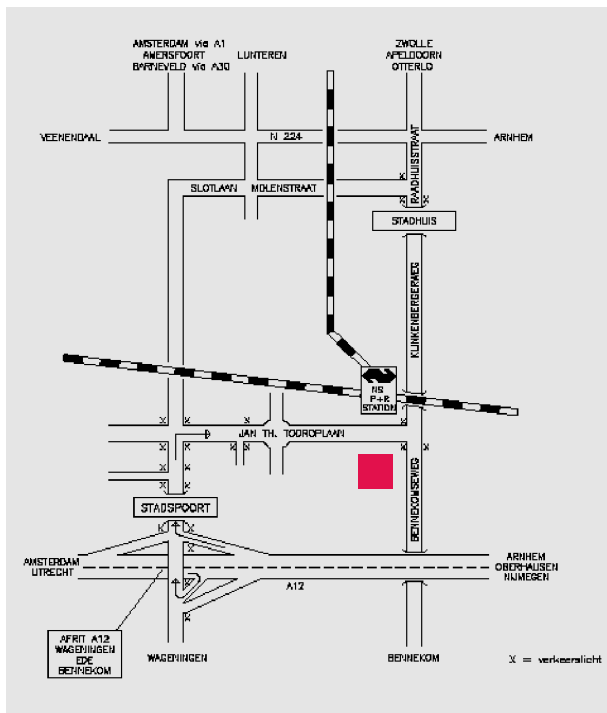 AMSTERDAM via A1
AMERSFOORT
BARNEVELD via A30
LUNTEREN
ZWOLLE
APELDOORN
OTTERLO
VEENENDAAL
N 224
ARNHEM
RAADHUISSTRAAT
SLOTLAAN
MOLENSTRAAT
STADHUIS
KLINKENBERGERWEG
NS
P+R
STATION
JAN TH. TOOROPLAAN
BENNEKOMSEWEG
STADSPOORT
AMSTERDAM
UTRECHT
ARNHEM
OBERHAUSEN
NIJMEGEN
A12
AFRIT A12
WAGENINGEN
EDE
BENNEKOM
WAGENINGEN
BENNEKOM
X = verkeerslicht